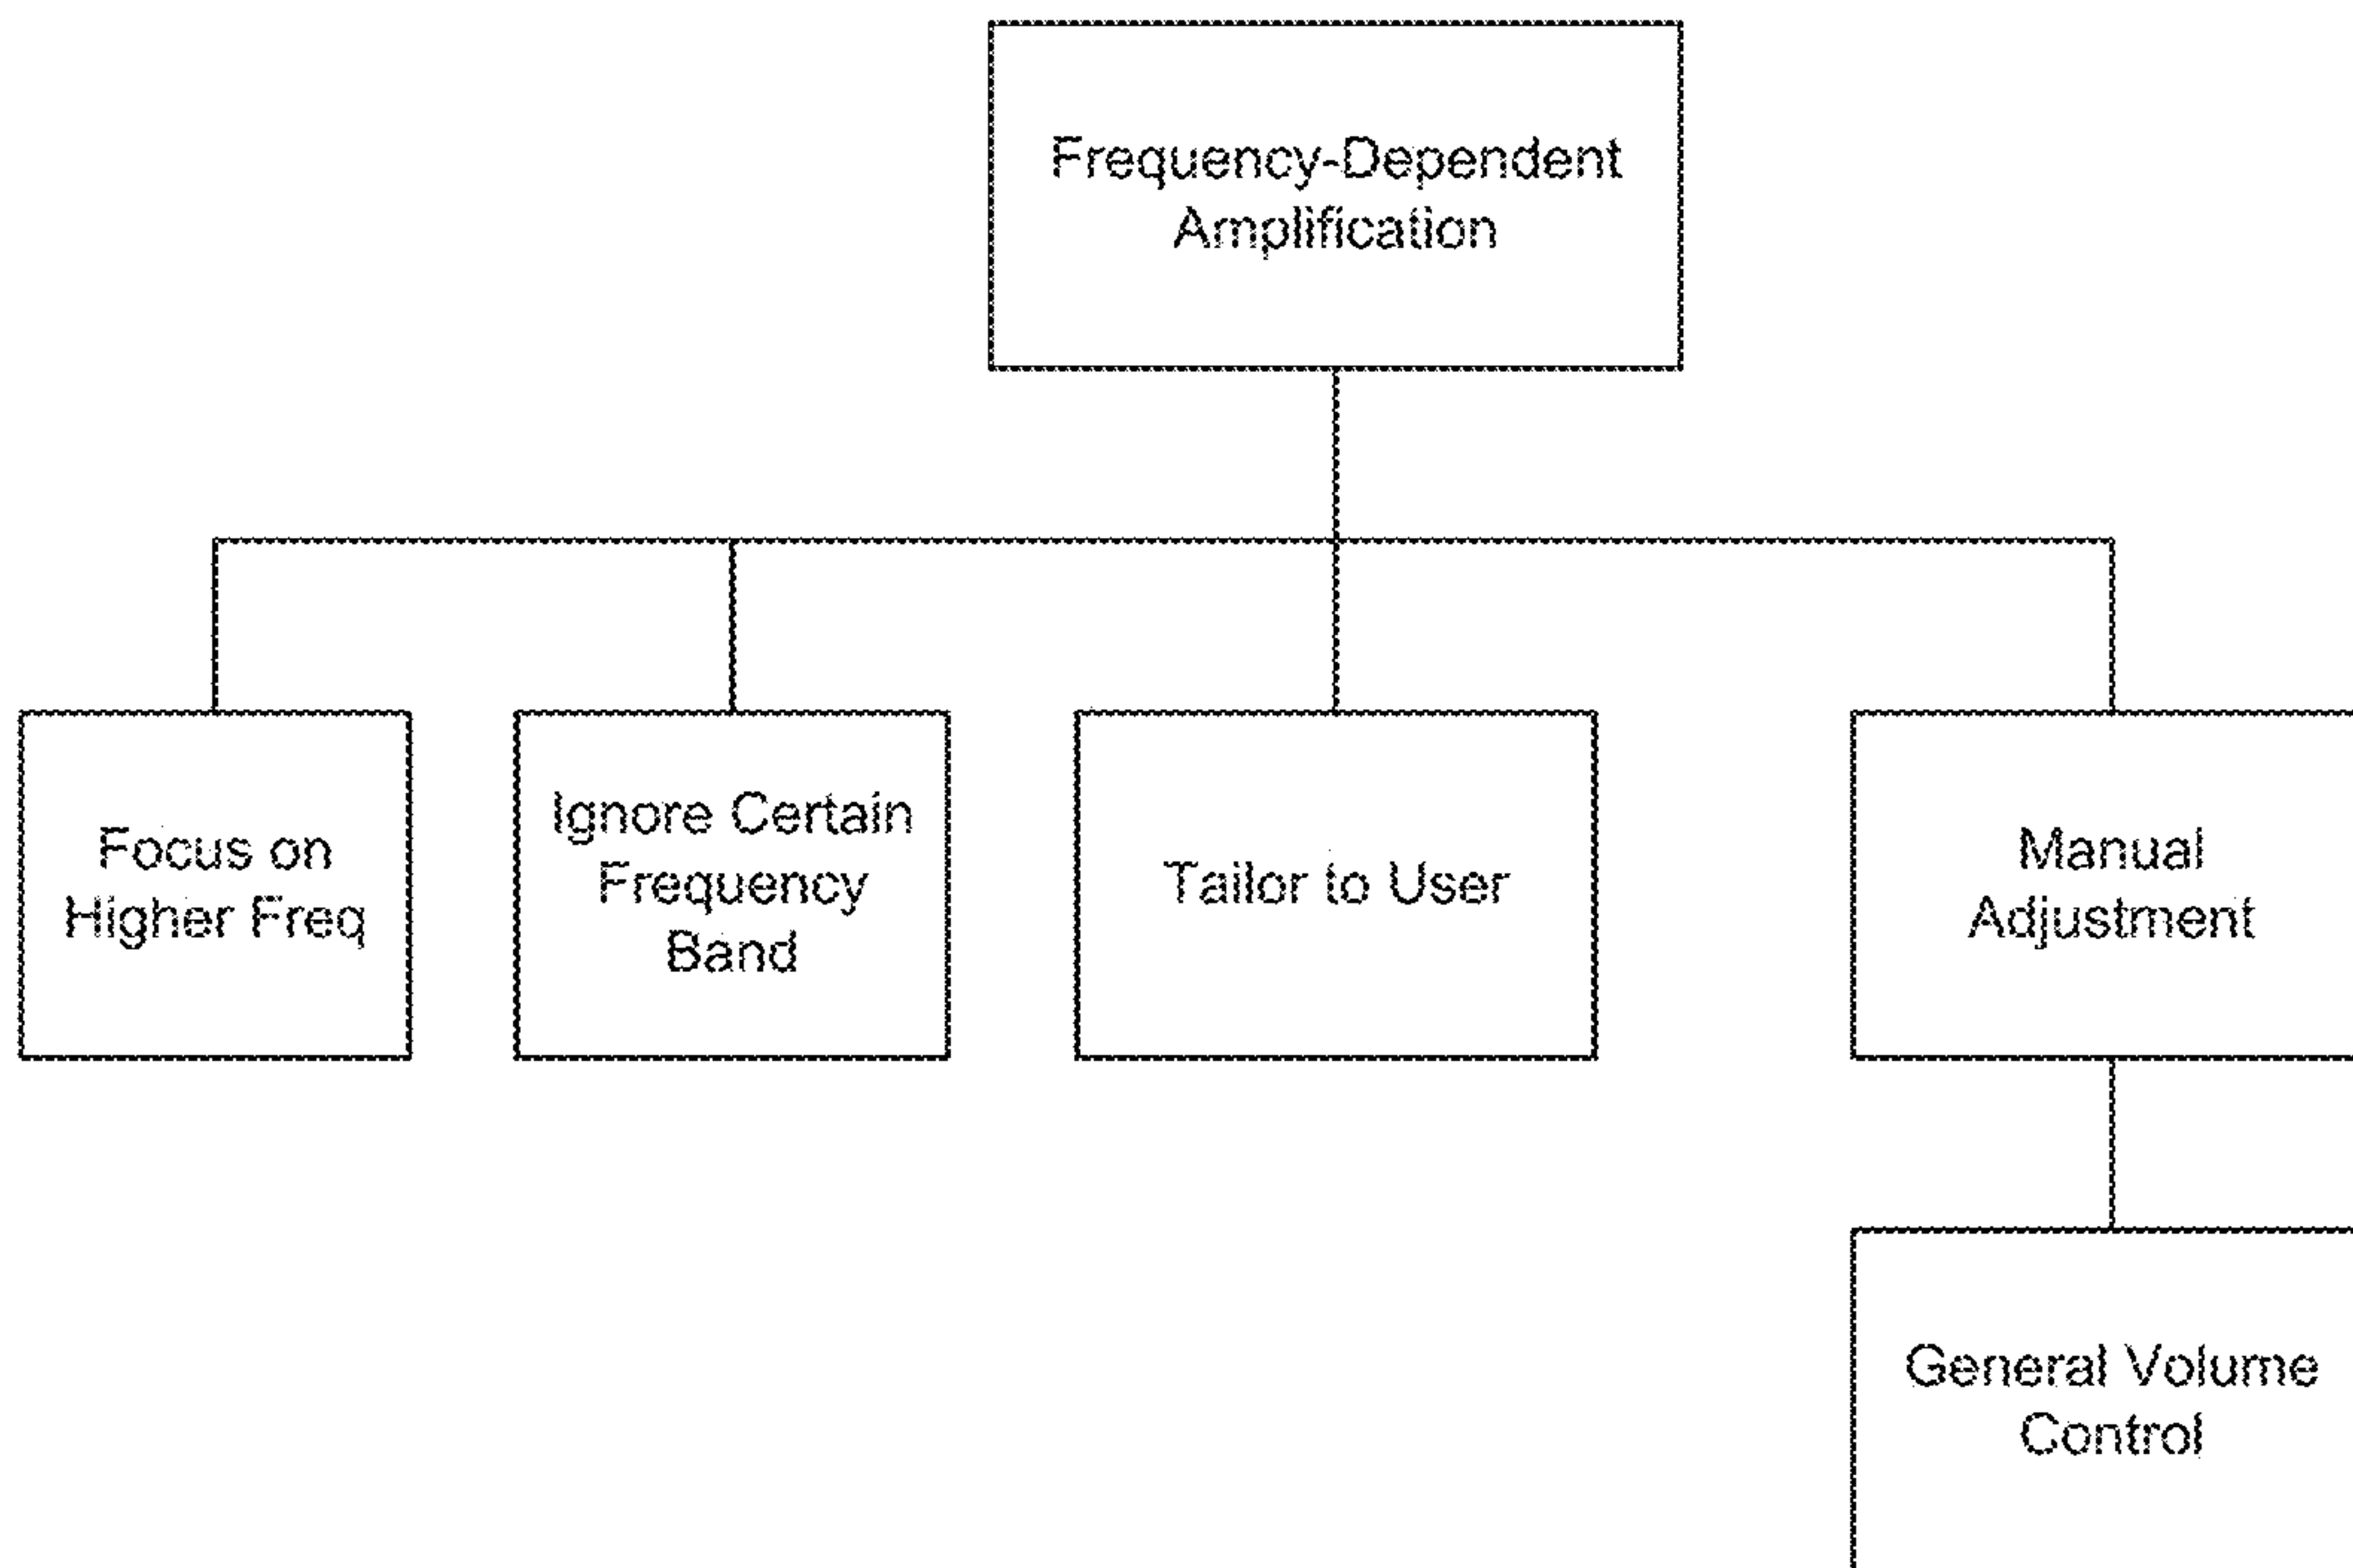 Frequency-Dependent
Amplification
Focus on
Higher Freq
Ignore Certain
Frequency
Band
Tailor to User
Manual
Adjustment
General Volume
Control